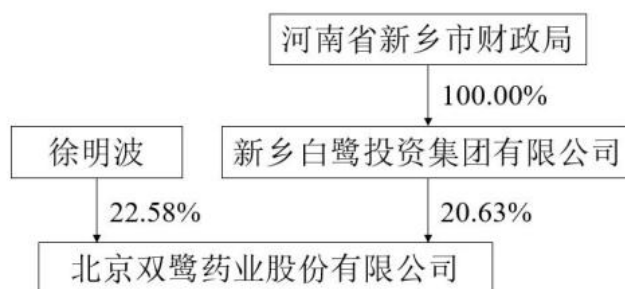 河南省新乡市财政局
100.00%
徐明波
新乡白鹭投资集团有限公司
22.58%
20.63%
北京双鹭药业股份有限公司